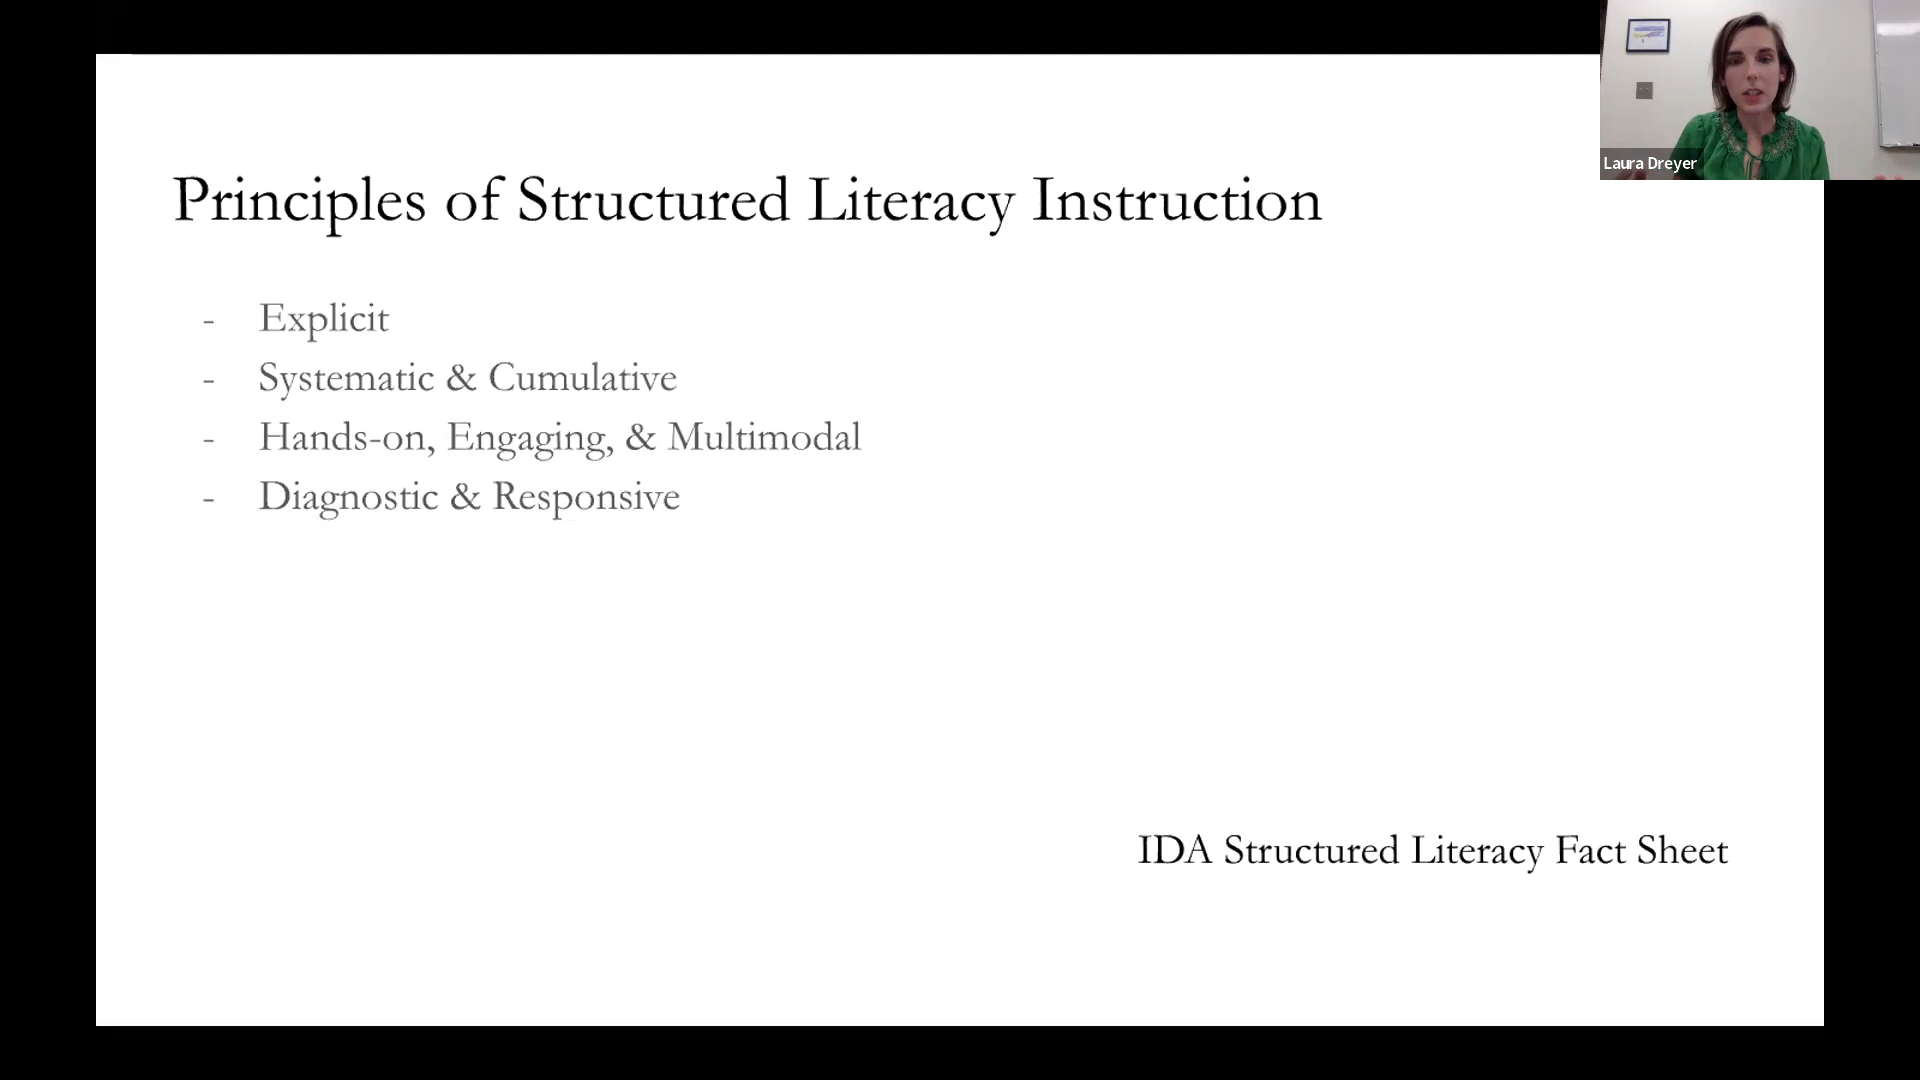 Laura Dreyer
Principles of Structured Literacy Instruction
- Explicit
- Systematic & Cumulative
- Hands-on, Engaging, & Multimodal
- Diagnostic & Responsive
IDA Structured Literacy Fact Sheet